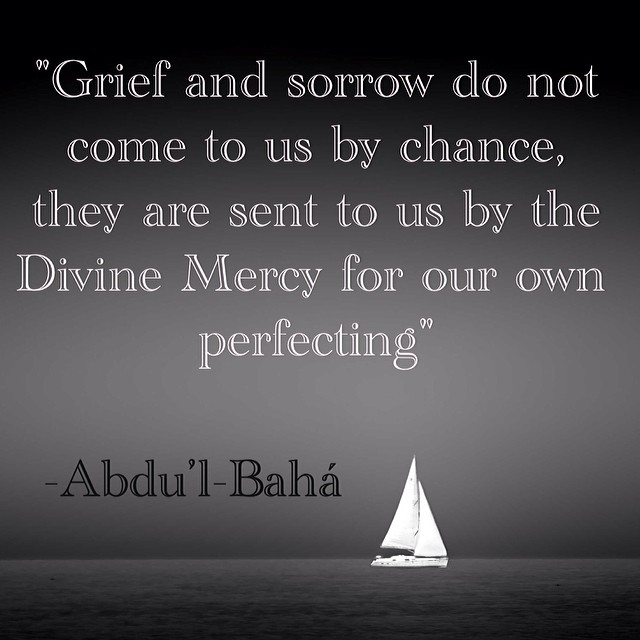 "Grief and sorrow do not
come to us by chance,
they are sent to us by the
Divine Mercy for our own
perfecting"
-Abdu'l-Bahá